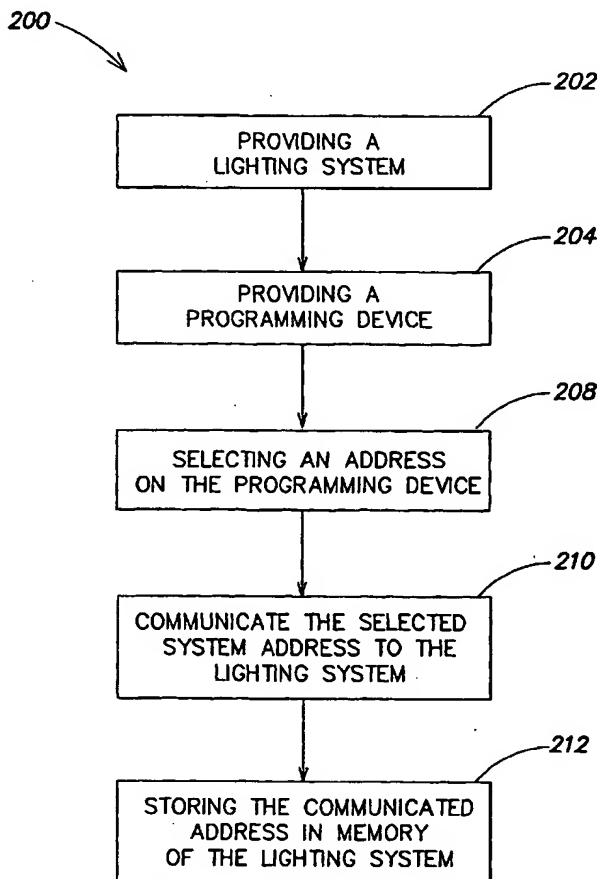 200
202
PROVIDING A
LIGHTING SYSTEM
204
PROVIDING A
PROGRAMMING DEVICE
208
SELECTING AN ADDRESS
ON THE PROGRAMMING DEVICE
210
COMMUNICATE THE SELECTED
SYSTEM ADDRESS TO THE
LIGHTING SYSTEM
212
STORING THE COMMUNICATED
ADDRESS IN MEMORY
OF THE LIGHTING SYSTEM